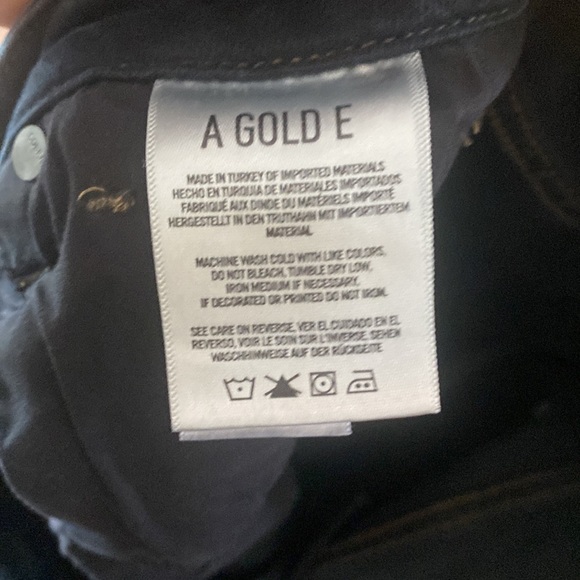 A GOLD E
MADE IN TURKEY OF IMPORTED MATERIALS
HECHO EN TURQUIA DE MATERIALES IMPORTADOS
FABRIQUÉ AUX DINDE DU MATÉRIELS IMPORTÉ
HERGESTELLT IN DEN TRUTHAHN MIT IMPORTIERTEM
MATERIAL
MACHINE WASH COLD WITH LIKE COLORS,
DO NOT BLEACH, TUMBLE DRY LOW,
IRON MEDIUM IF NECESSARY.
IF DECORATED OR PRINTED DO NOT IRON.
SEE CARE ON REVERSE, VER EL CUIDADO EN EL
REVERSO, VOIR LE SOIN SUR L'INVERSE, SEHEN
WASCHHINWEISE AUF DER RÜCKSEITE